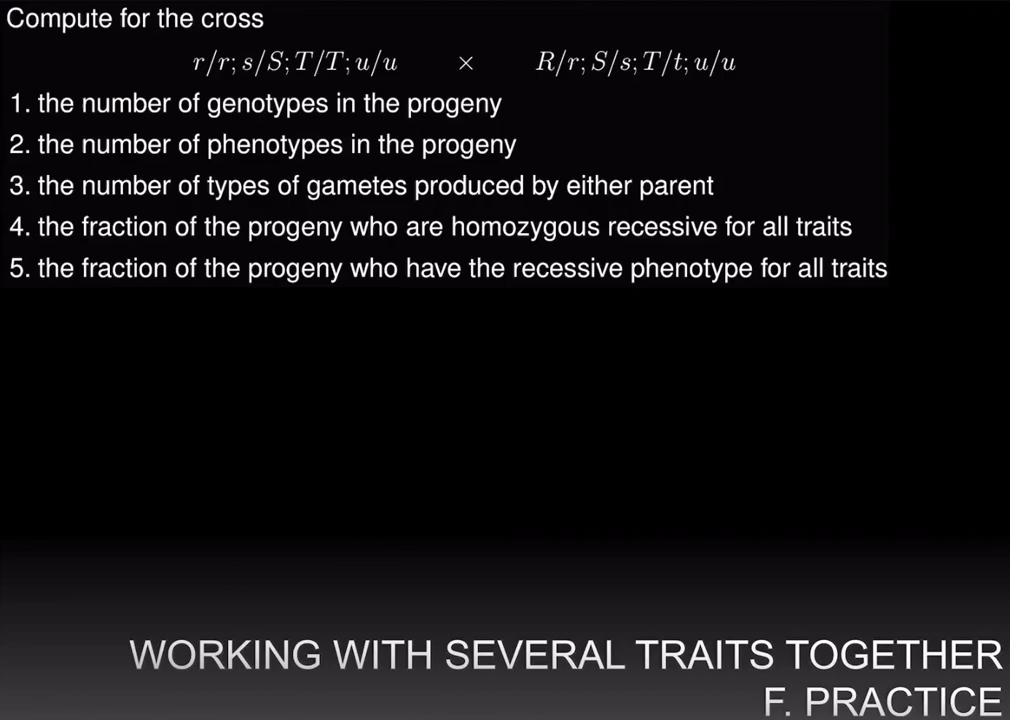 Compute for the cross
r/r; s/S; T/T; u/u × R/r; S/s; T/t; u/u
1. the number of genotypes in the progeny
2. the number of phenotypes in the progeny
3. the number of types of gametes produced by either parent
4. the fraction of the progeny who are homozygous recessive for all traits
5. the fraction of the progeny who have the recessive phenotype for all traits
WORKING WITH SEVERAL TRAITS TOGETHER
F. PRACTICE